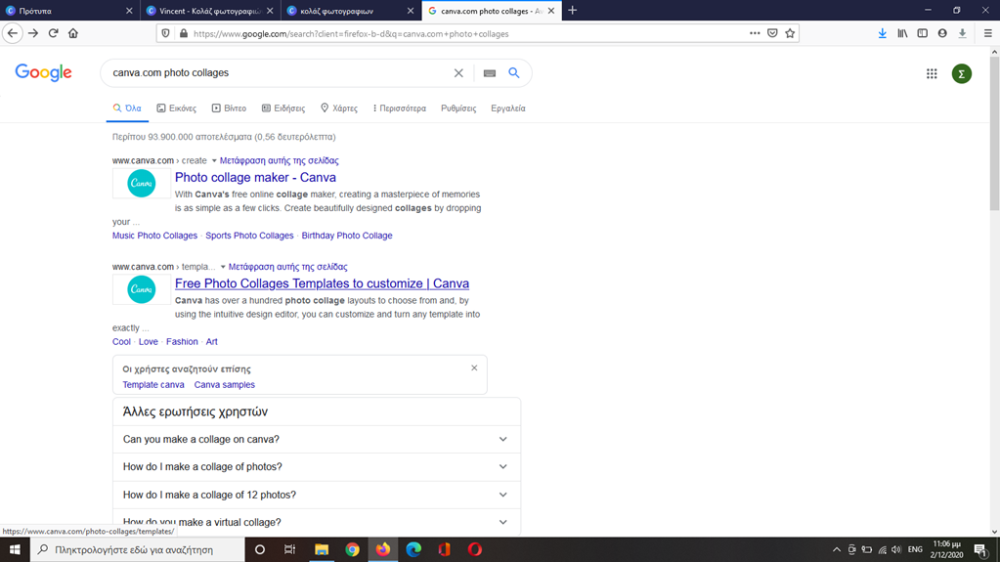 Πρότυπα
Vincent - Κολάζ φωτογραφιώ
κολάζ φωτογραφιων
canva.com photo collages - Αν
https://www.google.com/search?client=firefox-b-d&q=canva.com+photo+collages
Google
canva.com photo collages
Σ
Όλα Εικόνες Βίντεο Ειδήσεις Χάρτες Περισσότερα Ρυθμίσεις Εργαλεία
Περίπου 93.900.000 αποτελέσματα (0,56 δευτερόλεπτα)
www.canva.com › create Μετάφραση αυτής της σελίδας
Canva
Photo collage maker - Canva
With Canva's free online collage maker, creating a masterpiece of memories
is as simple as a few clicks. Create beautifully designed collages by dropping
your ...
Music Photo Collages · Sports Photo Collages · Birthday Photo Collage
www.canva.com › templa... Μετάφραση αυτής της σελίδας
Canva
Free Photo Collages Templates to customize | Canva
Canva has over a hundred photo collage layouts to choose from and, by
using the intuitive design editor, you can customize and turn any template into
exactly ...
Cool · Love · Fashion · Art
Οι χρήστες αναζητούν επίσης
Template canva Canva samples
Άλλες ερωτήσεις χρηστών
Can you make a collage on canva?
How do I make a collage of photos?
How do I make a collage of 12 photos?
How do you make a virtual collage?
https://www.canva.com/photo-collages/templates/
Πληκτρολογήστε εδώ για αναζήτηση
ENG
11:06 μμ
2/12/2020
1